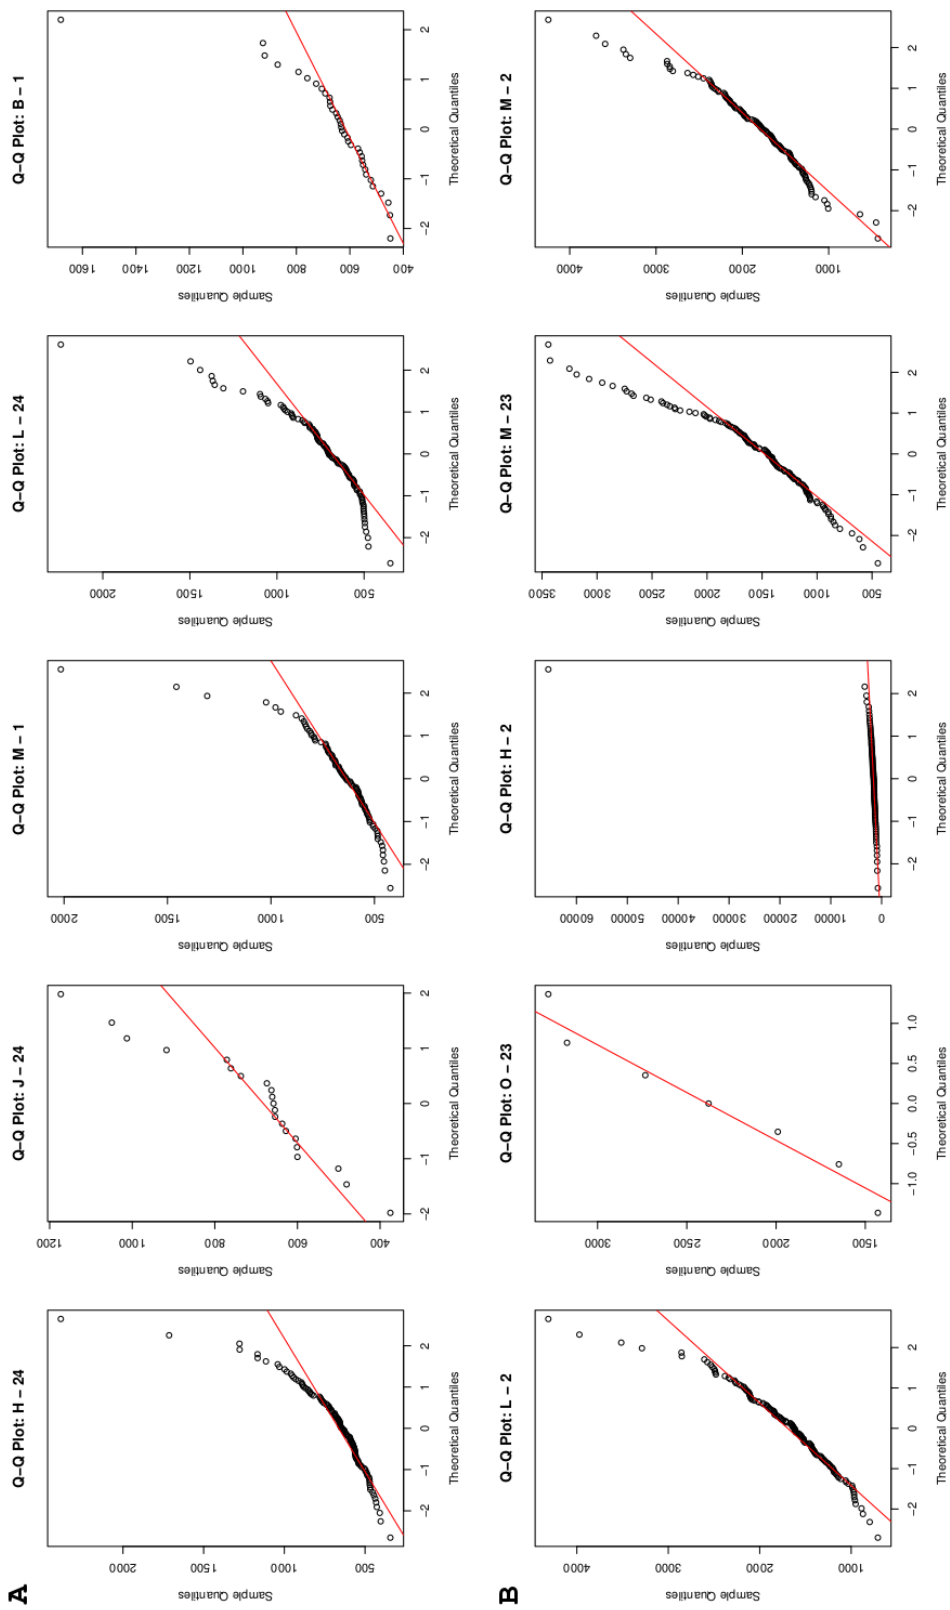 A
Q–Q Plot: H – 24
Sample Quantiles
2000
1500
1000
500
−2 −1 0 1 2
Theoretical Quantiles
Q–Q Plot: J – 24
Sample Quantiles
1200
1000
800
600
400
−2 −1 0 1 2
Theoretical Quantiles
Q–Q Plot: M – 1
Sample Quantiles
2000
1500
1000
500
−2 −1 0 1 2
Theoretical Quantiles
Q–Q Plot: L – 24
Sample Quantiles
2000
1500
1000
500
−2 −1 0 1 2
Theoretical Quantiles
Q–Q Plot: B – 1
Sample Quantiles
1600
1400
1200
1000
800
600
400
−2 −1 0 1 2
Theoretical Quantiles
B
Q–Q Plot: L – 2
Sample Quantiles
4000
3000
2000
1000
−2 −1 0 1 2
Theoretical Quantiles
Q–Q Plot: O – 23
Sample Quantiles
3000
2500
2000
1500
−1.0 −0.5 0.0 0.5 1.0
Theoretical Quantiles
Q–Q Plot: H – 2
Sample Quantiles
60000
50000
40000
30000
20000
10000
0
−2 −1 0 1 2
Theoretical Quantiles
Q–Q Plot: M – 23
Sample Quantiles
3500
3000
2500
2000
1500
1000
500
−2 −1 0 1 2
Theoretical Quantiles
Q–Q Plot: M – 2
Sample Quantiles
4000
3000
2000
1000
−2 −1 0 1 2
Theoretical Quantiles